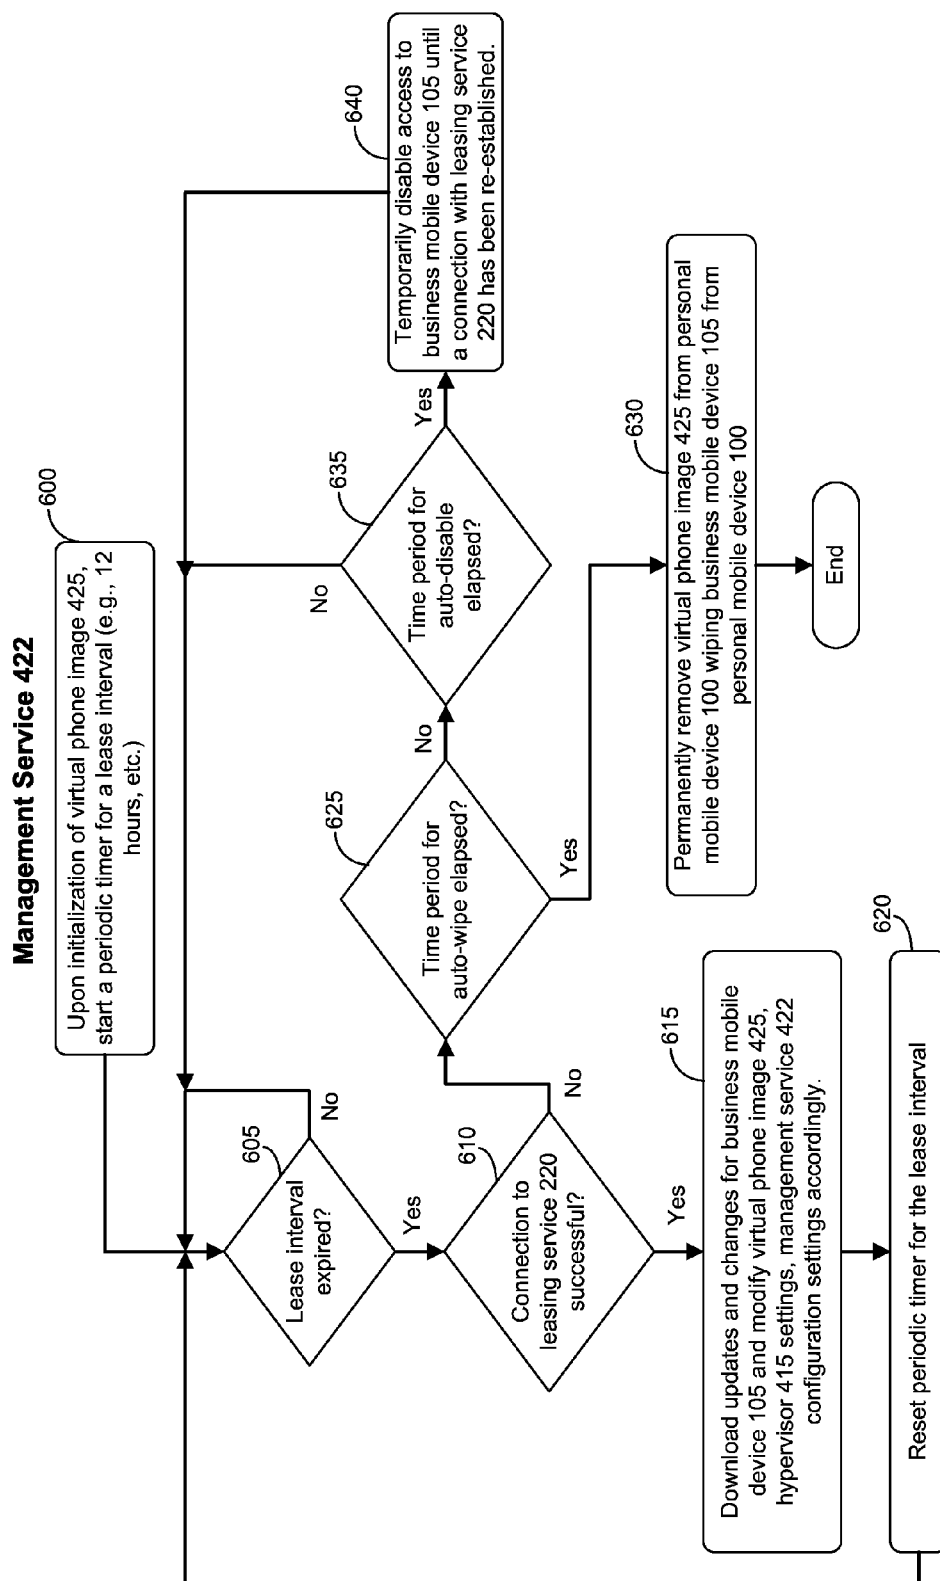 Management Service 422
600
Upon initialization of virtual phone image 425,
start a periodic timer for a lease interval (e.g., 12
hours, etc.)
605
Lease interval
expired?
No
Yes
610
Connection to
leasing service 220
successful?
No
Yes
615
Download updates and changes for business mobile
device 105 and modify virtual phone image 425,
hypervisor 415 settings, management service 422
configuration settings accordingly.
620
Reset periodic timer for the lease interval
625
Time period for
auto-wipe elapsed?
No
Yes
630
Permanently remove virtual phone image 425 from personal
mobile device 100 wiping business mobile device 105 from
personal mobile device 100
End
635
Time period for
auto-disable
elapsed?
No
Yes
640
Temporarily disable access to
business mobile device 105 until
a connection with leasing service
220 has been re-established.